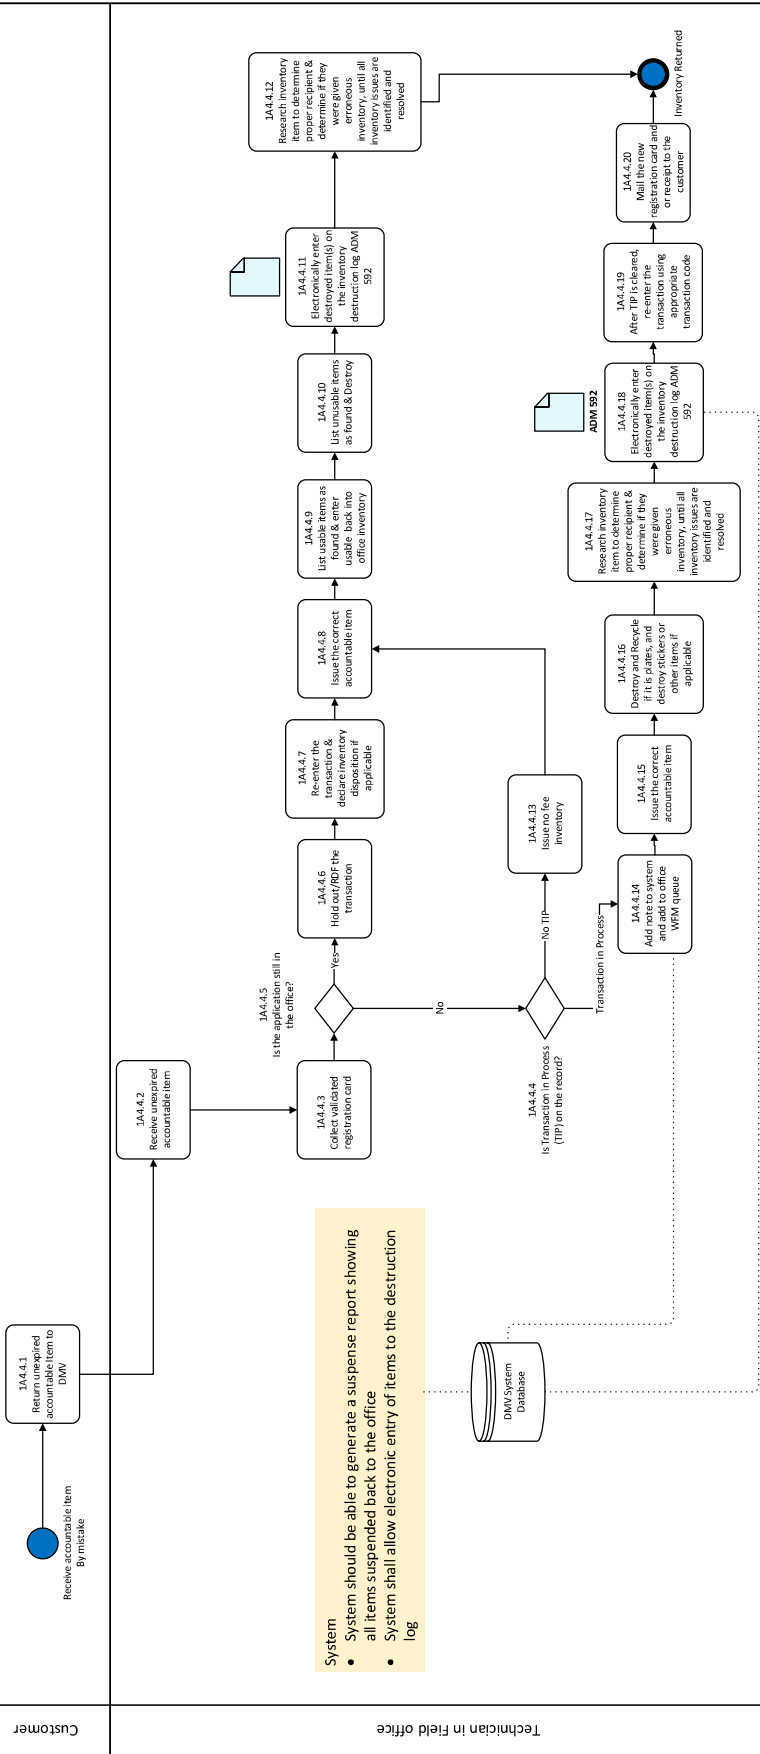 Customer
Technician in Field office
Receive accountable item
By mistake
1A4.4.1
Return unexpired
accountable Item to
DMV
1A4.4.2
Receive unexpired
accountable item
1A4.4.3
Collect validated
registration card
1A4.4.5
Is the application still in
the office?
Yes
1A4.4.6
Hold out/RDF the
transaction
1A4.4.7
Re-enter the
transaction &
declare inventory
disposition if
applicable
1A4.4.8
Issue the correct
accountable item
1A4.4.9
List usable items as
found & enter
usable back into
office inventory
1A4.4.10
List unusable items
as found & Destroy
1A4.4.11
Electronically enter
destroyed item(s) on
the inventory
destruction log ADM
592
1A4.4.12
Research inventory
item to determine
proper recipient &
determine if they
were given
erroneous
inventory, until all
inventory issues are
identified and
resolved
No
1A4.4.4
Is Transaction in Process
(TIP) on the record?
No TIP
1A4.4.13
Issue no fee
inventory
Transaction in Process
1A4.4.14
Add note to system
and add to office
WFM queue
1A4.4.15
Issue the correct
accountable item
1A4.4.16
Destroy and Recycle
if it is plates, and
destroy stickers or
other items if
applicable
1A4.4.17
Research inventory
item to determine
proper recipient &
determine if they
were given
erroneous
inventory, until all
inventory issues are
identified and
resolved
ADM 592
1A4.4.18
Electronically enter
destroyed item(s) on
the inventory
destruction log ADM
592
1A4.4.19
After TIP is cleared,
re-enter the
transaction using
appropriate
transaction code
1A4.4.20
Mail the new
registration card and
or receipt to the
customer
Inventory Returned
System
• System should be able to generate a suspense report showing
all items suspended back to the office
• System shall allow electronic entry of items to the destruction
log
DMV System
Database